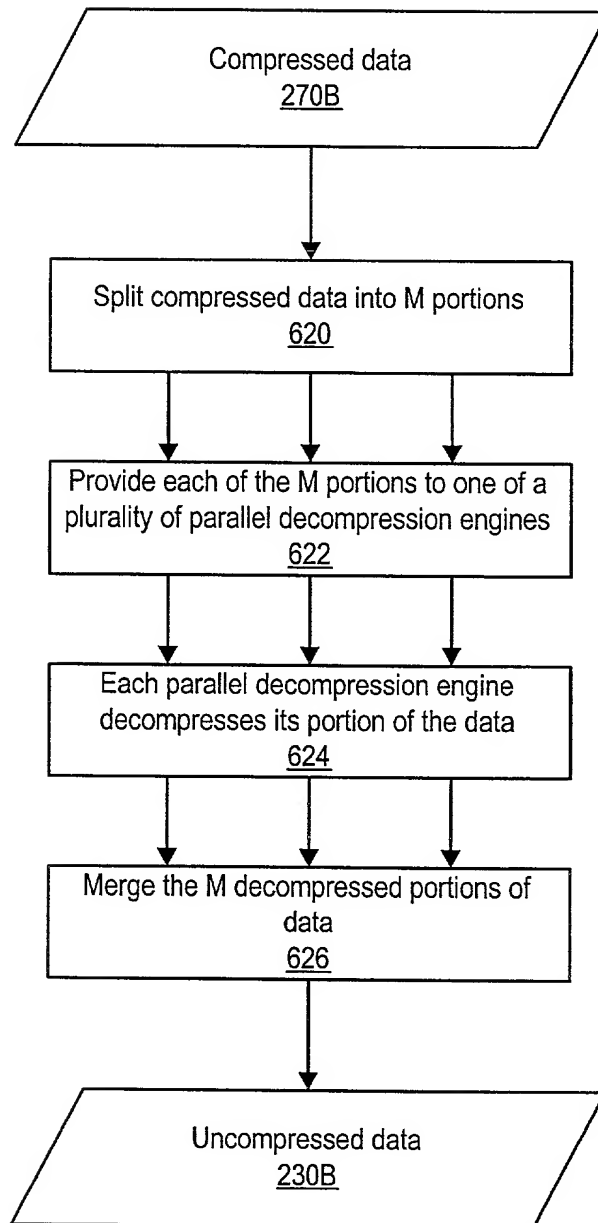 Compressed data
270B
Split compressed data into M portions
620
Provide each of the M portions to one of a
plurality of parallel decompression engines
622
Each parallel decompression engine
decompresses its portion of the data
624
Merge the M decompressed portions of
data
626
Uncompressed data
230B